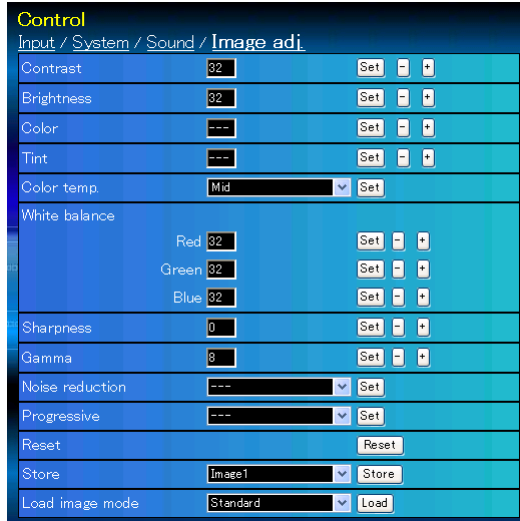 Control
Input / System / Sound / Image adj.
Contrast 32 Set - +
Brightness 32 Set - +
Color --- Set - +
Tint --- Set - +
Color temp. Mid Set
White balance
Red 32 Set - +
Green 32 Set - +
Blue 32 Set - +
Sharpness 0 Set - +
Gamma 8 Set - +
Noise reduction --- Set
Progressive --- Set
Reset Reset
Store Image1 Store
Load image mode Standard Load